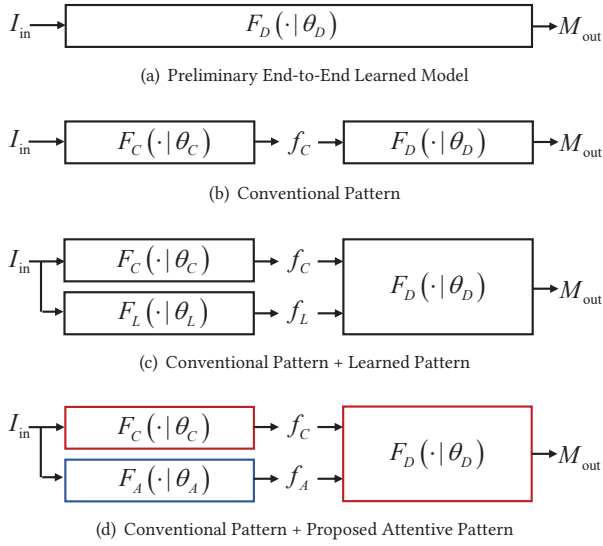 I_in F_D(·|θ_D) M_out
(a) Preliminary End-to-End Learned Model
I_in F_C(·|θ_C) f_C F_D(·|θ_D) M_out
(b) Conventional Pattern
I_in F_C(·|θ_C) f_C
F_D(·|θ_D) M_out
F_L(·|θ_L) f_L
(c) Conventional Pattern + Learned Pattern
I_in F_C(·|θ_C) f_C
F_D(·|θ_D) M_out
F_A(·|θ_A) f_A
(d) Conventional Pattern + Proposed Attentive Pattern